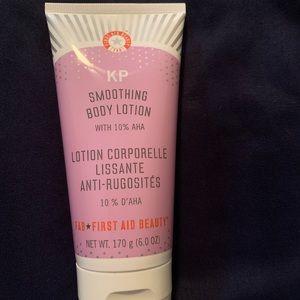 KP
SMOOTHING
BODY LOTION
WITH 10% AHA
LOTION CORPORELLE
LISSANTE
ANTI-RUGOSITÉS
10 % D'AHA
FAB★FIRST AID BEAUTY
NET WT. 170 g (6.0 OZ)